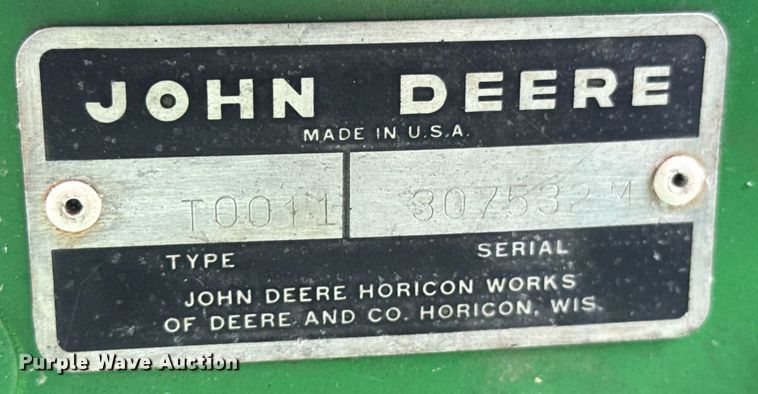 JOHN DEERE
MADE IN U.S.A.
T0011 307532 M
TYPE SERIAL
JOHN DEERE HORICON WORKS
OF DEERE AND CO. HORICON, WIS.
Purple Wave Auction